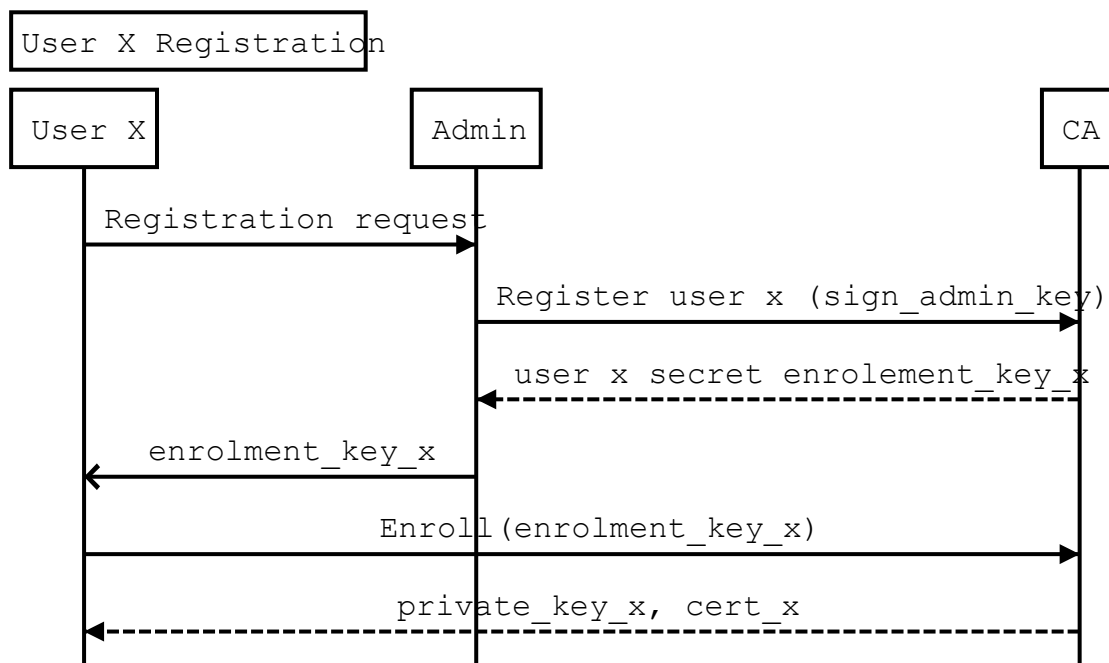 User X Registration
User X
Admin
CA
Registration request
Register user x (sign_admin_key)
user x secret enrolement_key_x
enrolment_key_x
Enroll(enrolment_key_x)
private_key_x, cert_x